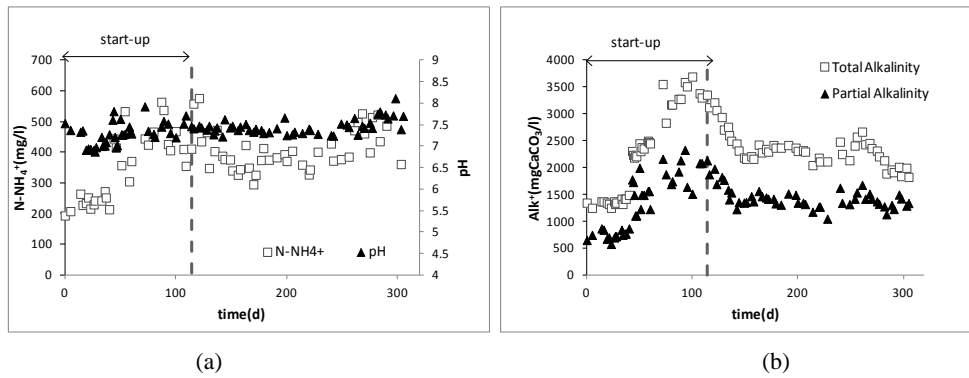 start-up
700
600
500
400
300
200
100
0
N-NH₄⁺(mg/l)
9
8.5
8
7.5
7
6.5
6
5.5
5
4.5
4
pH
N-NH4+
pH
0 100 200 300
time(d)
(a)
start-up
4000
3500
3000
2500
2000
1500
1000
500
0
Alk⁺(mgCaCO₃/l)
Total Alkalinity
Partial Alkalinity
0 100 200 300
time(d)
(b)